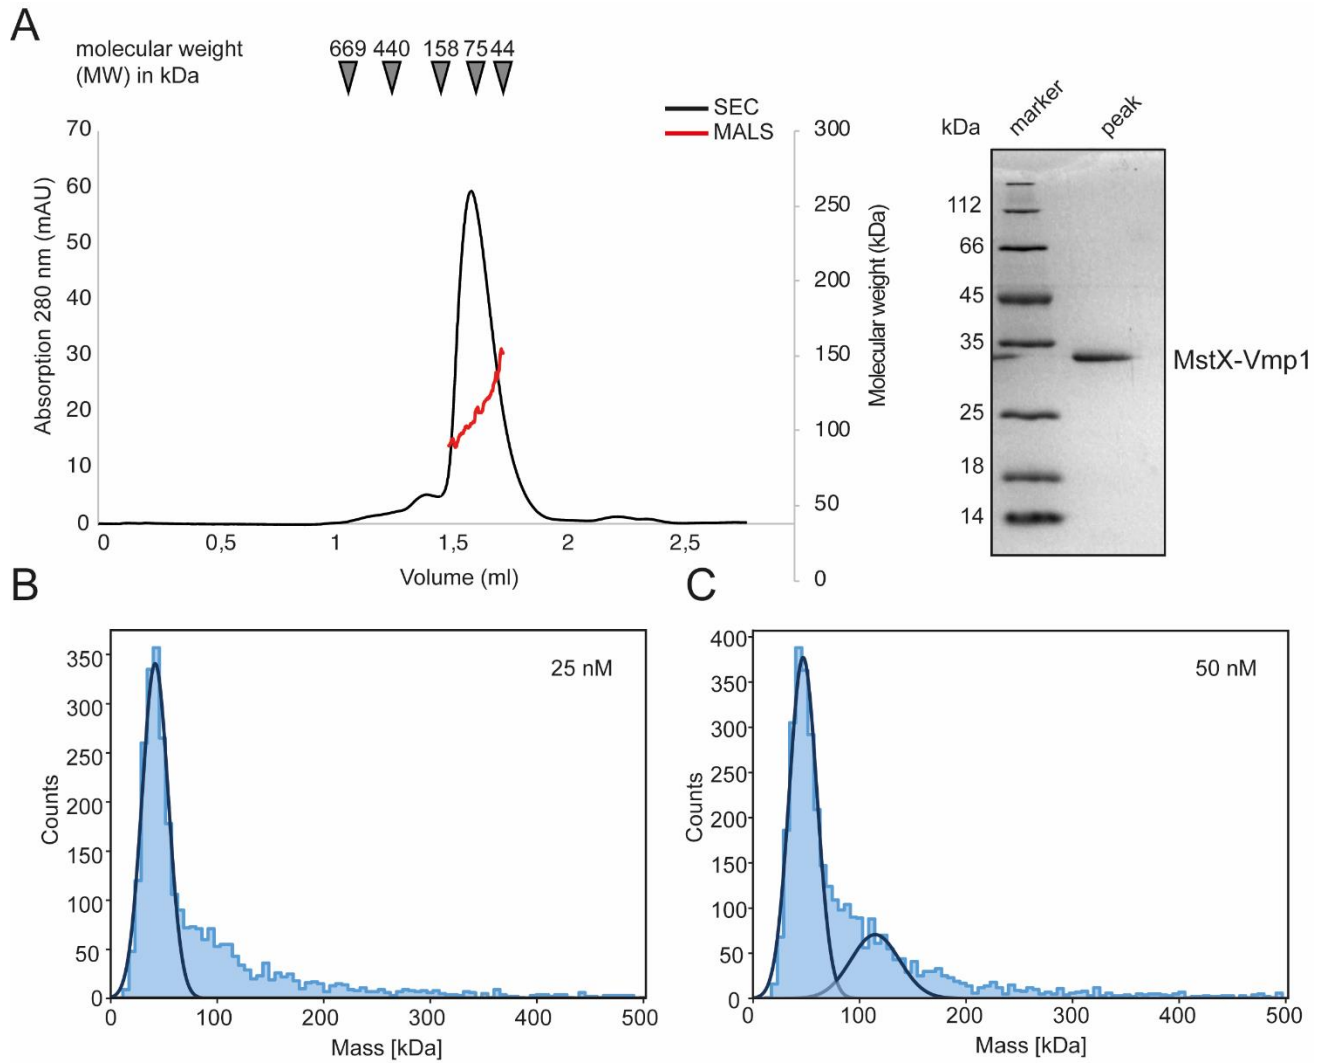 A
molecular weight
(MW) in kDa
669 440 158 75 44
SEC
MALS
70
60
50
40
30
20
10
0
Absorption 280 nm (mAU)
0 0,5 1 1,5 2 2,5
Volume (ml)
300
250
200
150
100
50
0
Molecular weight (kDa)
kDa marker peak
112
66
45
35
25
18
14
MstX-Vmp1
B
25 nM
350
300
250
200
150
100
50
0
Counts
0 100 200 300 400 500
Mass [kDa]
C
50 nM
400
350
300
250
200
150
100
50
0
Counts
0 100 200 300 400 500
Mass [kDa]